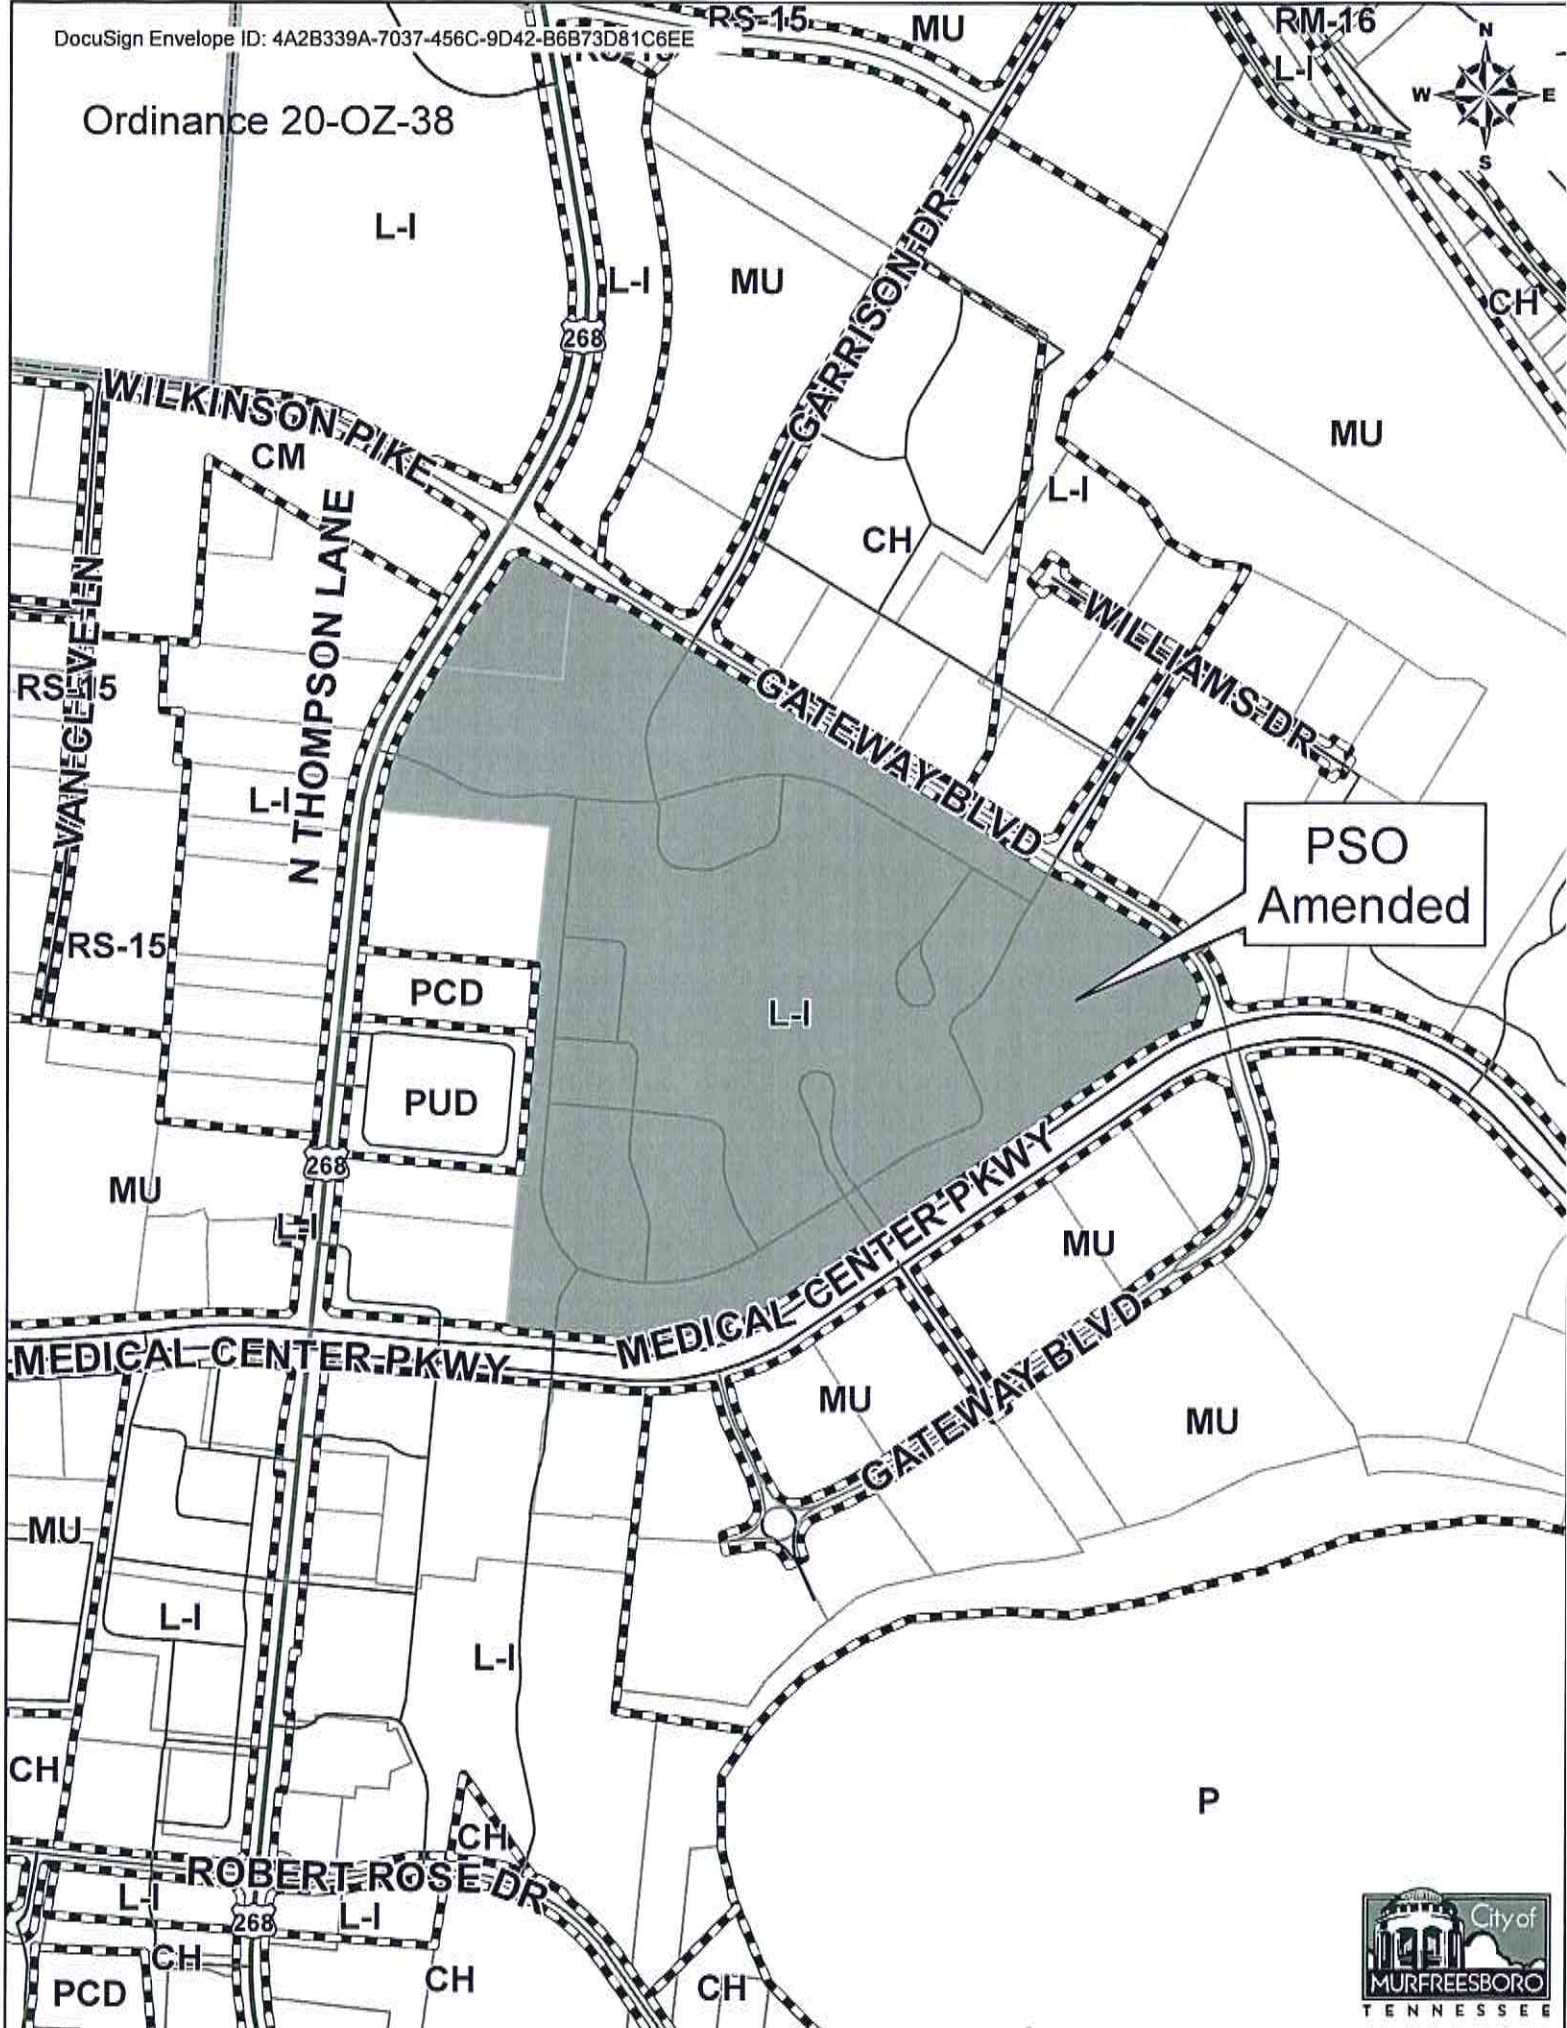 DocuSign Envelope ID: 4A2B339A-7037-456C-9D42-B6B73D81C6EE
RS-15
MU
RM-16
L-I
N
W
E
S
Ordinance 20-OZ-38
L-I
L-I
MU
GARRISON DR
CH
268
WILKINSON PIKE
CM
MU
L-I
CH
N THOMPSON LANE
VAN CLEVE LN
WILLIAMS DR
RS-15
GATEWAY BLVD
L-I
PSO
Amended
RS-15
PCD
L-I
PUD
268
MU
L-I
MEDICAL CENTER PKWY
MU
MEDICAL CENTER PKWY
GATEWAY BLVD
MU
MU
MU
L-I
L-I
CH
P
CH
ROBERT ROSE DR
L-I
268
L-I
CH
PCD
CH
CH
City of
MURFREESBORO
TENNESSEE